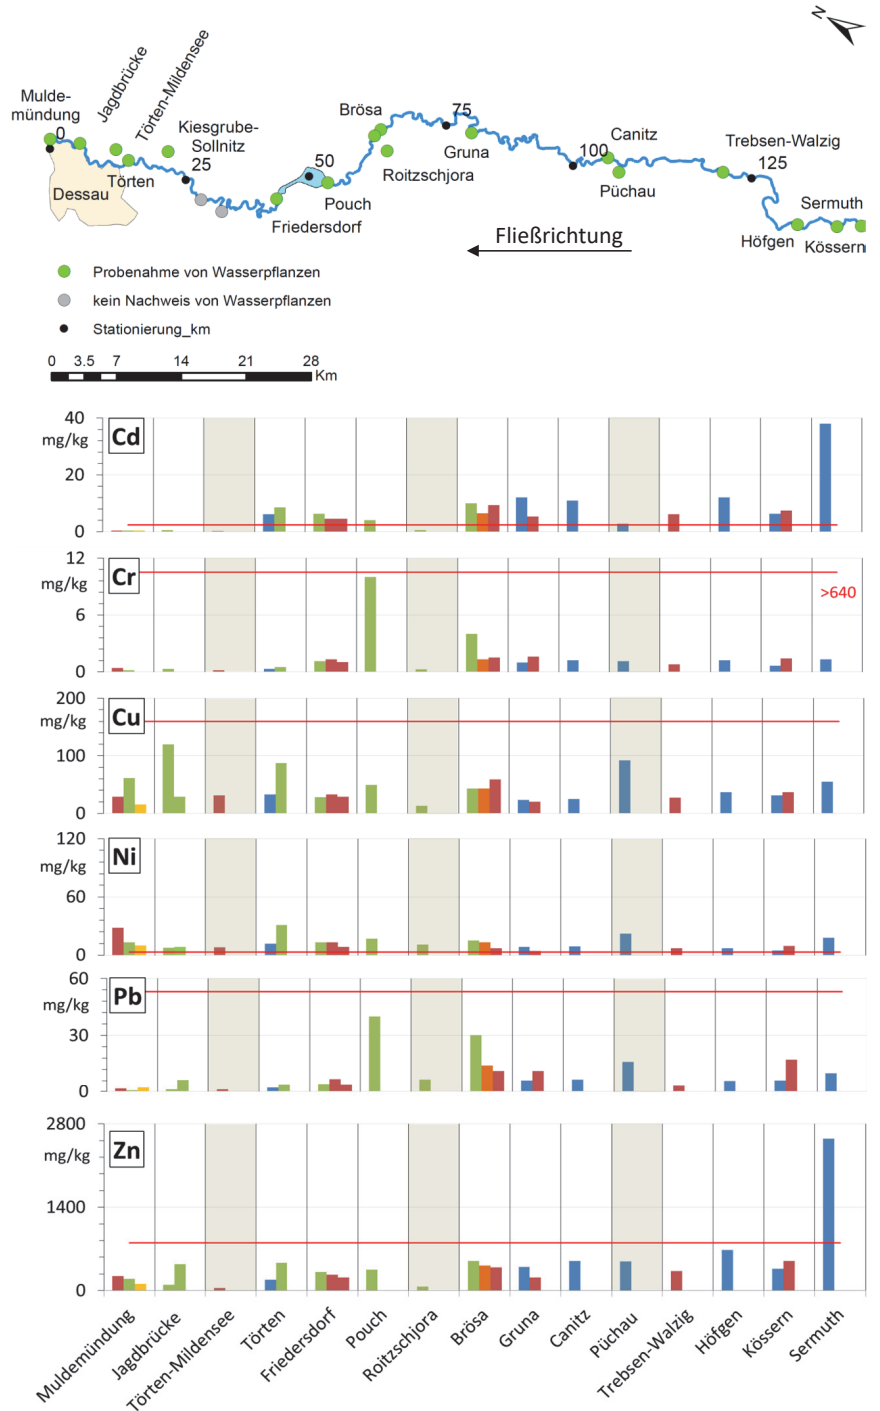 N
Jagdbrücke
Törten-Mildensee
Mulde-
mündung
0
Kiesgrube-
Sollnitz
25
Dessau
Törten
Brösa
75
Gruna
Roitzschjora
50
Pouch
Friedersdorf
100
Canitz
Püchau
Trebsen-Walzig
125
Sermuth
Höfgen
Kössern
Fließrichtung
Probenahme von Wasserpflanzen
kein Nachweis von Wasserpflanzen
Stationierung_km
0 3.5 7 14 21 28
Km
40
mg/kg
Cd
20
0
12
mg/kg
Cr
>640
6
0
200
mg/kg
Cu
100
0
120
mg/kg
Ni
60
0
60
mg/kg
Pb
30
0
2800
mg/kg
Zn
1400
0
Muldemündung
Jagdbrücke
Törten-Mildensee
Törten
Friedersdorf
Pouch
Roitzschjora
Brösa
Gruna
Canitz
Püchau
Trebsen-Walzig
Höfgen
Kössern
Sermuth